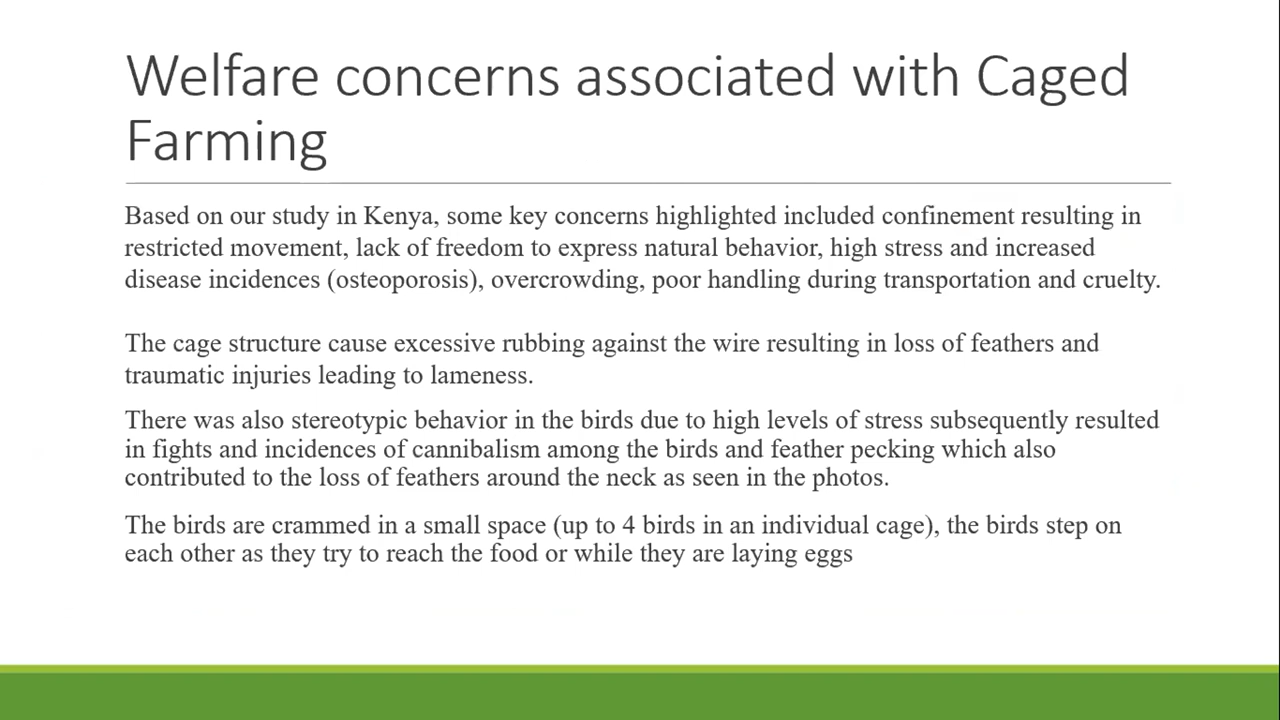 Welfare concerns associated with Caged
Farming
Based on our study in Kenya, some key concerns highlighted included confinement resulting in
restricted movement, lack of freedom to express natural behavior, high stress and increased
disease incidences (osteoporosis), overcrowding, poor handling during transportation and cruelty.
The cage structure cause excessive rubbing against the wire resulting in loss of feathers and
traumatic injuries leading to lameness.
There was also stereotypic behavior in the birds due to high levels of stress subsequently resulted
in fights and incidences of cannibalism among the birds and feather pecking which also
contributed to the loss of feathers around the neck as seen in the photos.
The birds are crammed in a small space (up to 4 birds in an individual cage), the birds step on
each other as they try to reach the food or while they are laying eggs